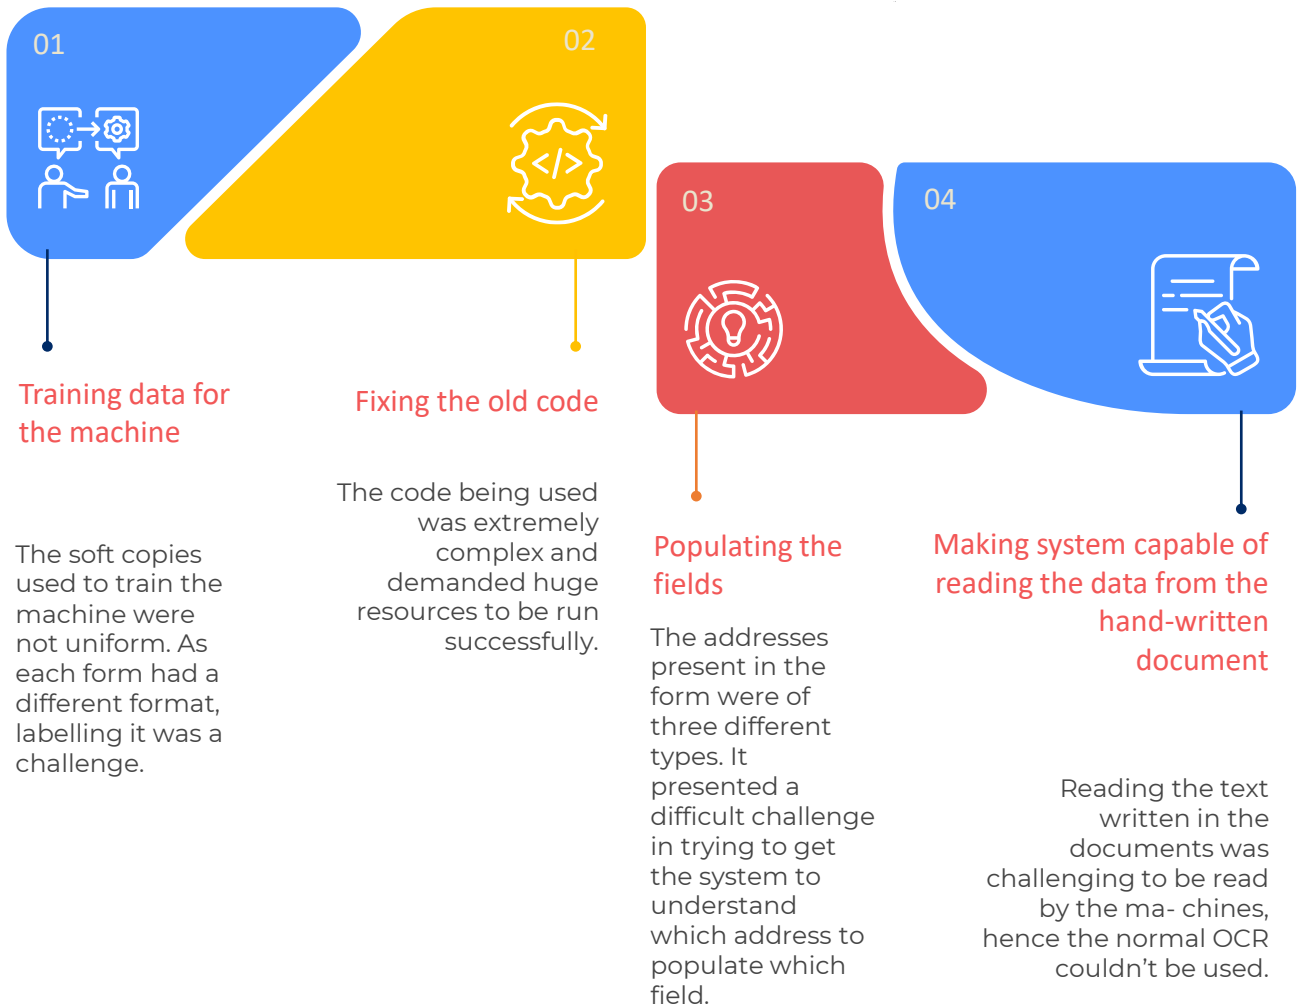 01
Training data for
the machine
The soft copies
used to train the
machine were
not uniform. As
each form had a
different format,
labelling it was a
challenge.
02
</>
Fixing the old code
The code being used
was extremely
complex and
demanded huge
resources to be run
successfully.
03
Populating the
fields
The addresses
present in the
form were of
three different
types. It
presented a
difficult challenge
in trying to get
the system to
understand
which address to
populate which
field.
04
Making system capable of
reading the data from the
hand-written
document
Reading the text
written in the
documents was
challenging to be read
by the ma- chines,
hence the normal OCR
couldn’t be used.